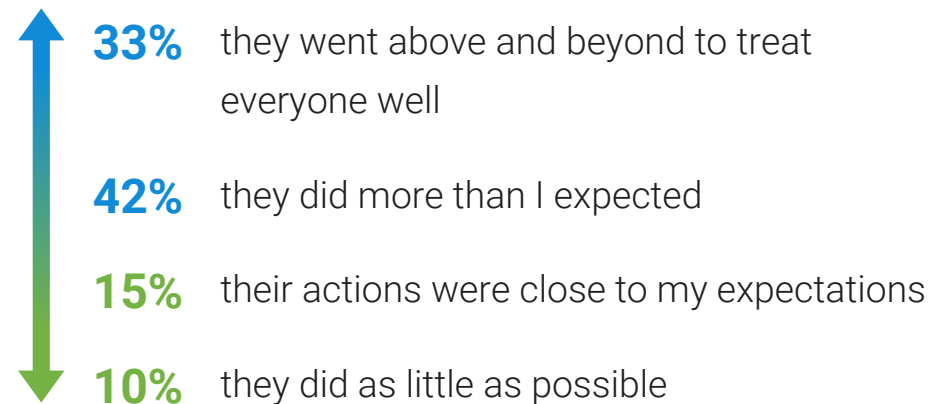 33% they went above and beyond to treat
everyone well
42% they did more than I expected
15% their actions were close to my expectations
10% they did as little as possible